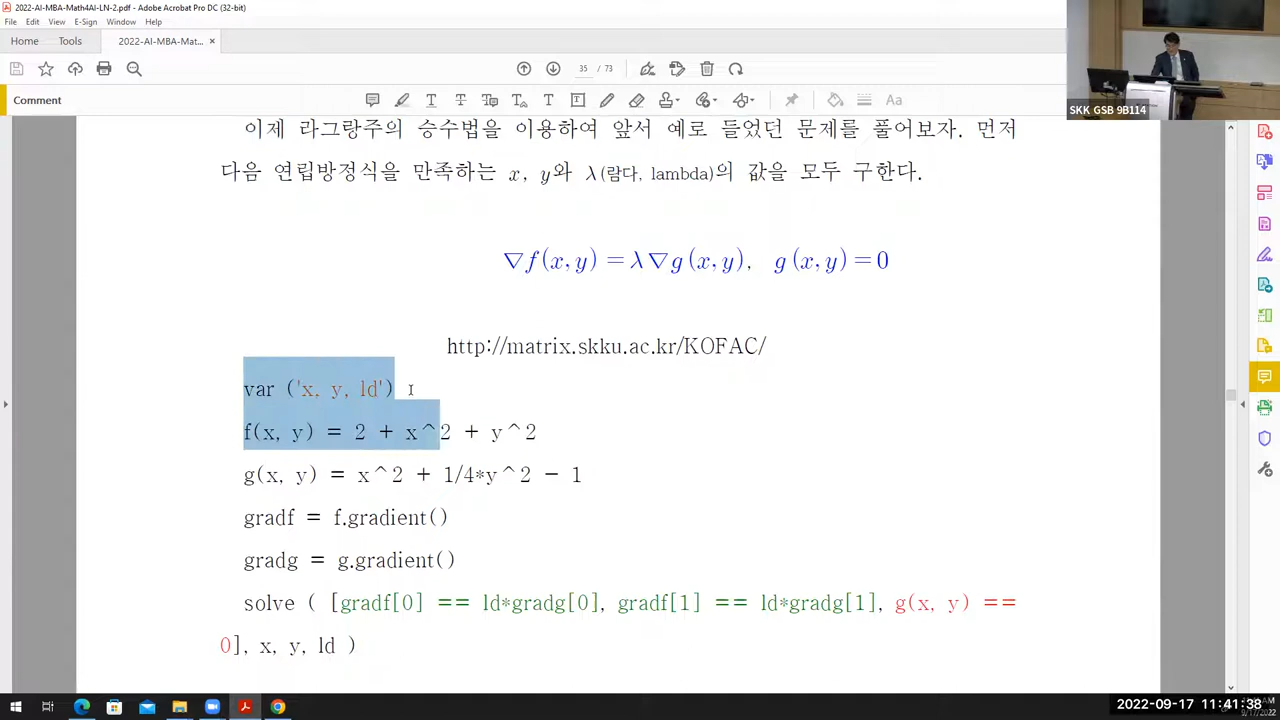 2022-AI-MBA-Math4AI-LN-2.pdf - Adobe Acrobat Pro DC (32-bit)
File Edit View E-Sign Window Help
Home Tools 2022-AI-MBA-Mat... ×
35 / 73
Comment
SKK GSB 9B114
이제 라그랑주의 승수법을 이용하여 앞서 예로 들었던 문제를 풀어보자. 먼저
다음 연립방정식을 만족하는 x, y와 λ(람다, lambda)의 값을 모두 구한다.
∇f(x, y) = λ∇g(x, y), g(x, y) = 0
http://matrix.skku.ac.kr/KOFAC/
var ('x, y, ld')
f(x, y) = 2 + x^2 + y^2
g(x, y) = x^2 + 1/4*y^2 - 1
gradf = f.gradient()
gradg = g.gradient()
solve ( [gradf[0] == ld*gradg[0], gradf[1] == ld*gradg[1], g(x, y) ==
0], x, y, ld )
2022-09-17 11:41:38